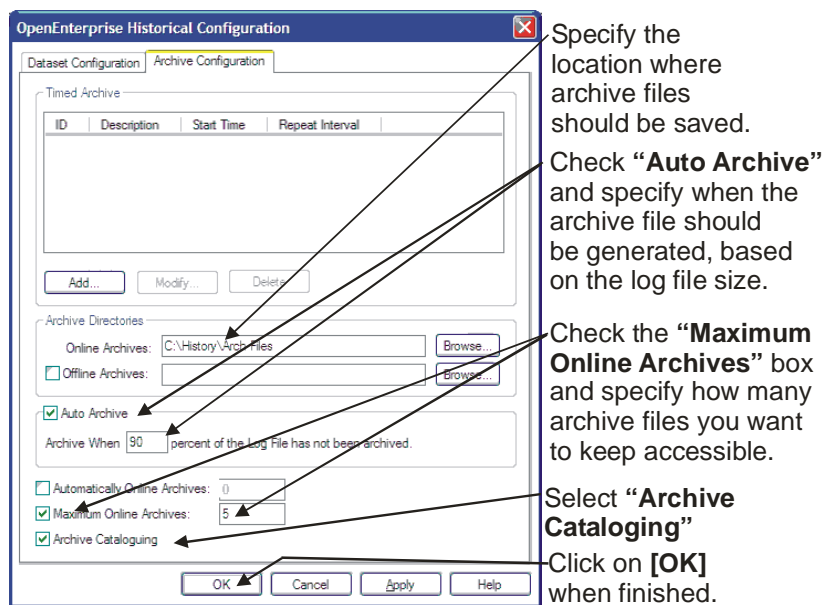 OpenEnterprise Historical Configuration
Dataset Configuration
Archive Configuration
Timed Archive
ID Description Start Time Repeat Interval
Add...
Modify...
Delete
Archive Directories
Online Archives: C:\History\Arch Files Browse...
Offline Archives: Browse...
Auto Archive
Archive When 90 percent of the Log File has not been archived.
Automatically Online Archives: 0
Maximum Online Archives: 5
Archive Cataloguing
OK Cancel Apply Help
Specify the
location where
archive files
should be saved.
Check “Auto Archive”
and specify when the
archive file should
be generated, based
on the log file size.
Check the “Maximum
Online Archives” box
and specify how many
archive files you want
to keep accessible.
Select “Archive
Cataloging”
Click on [OK]
when finished.